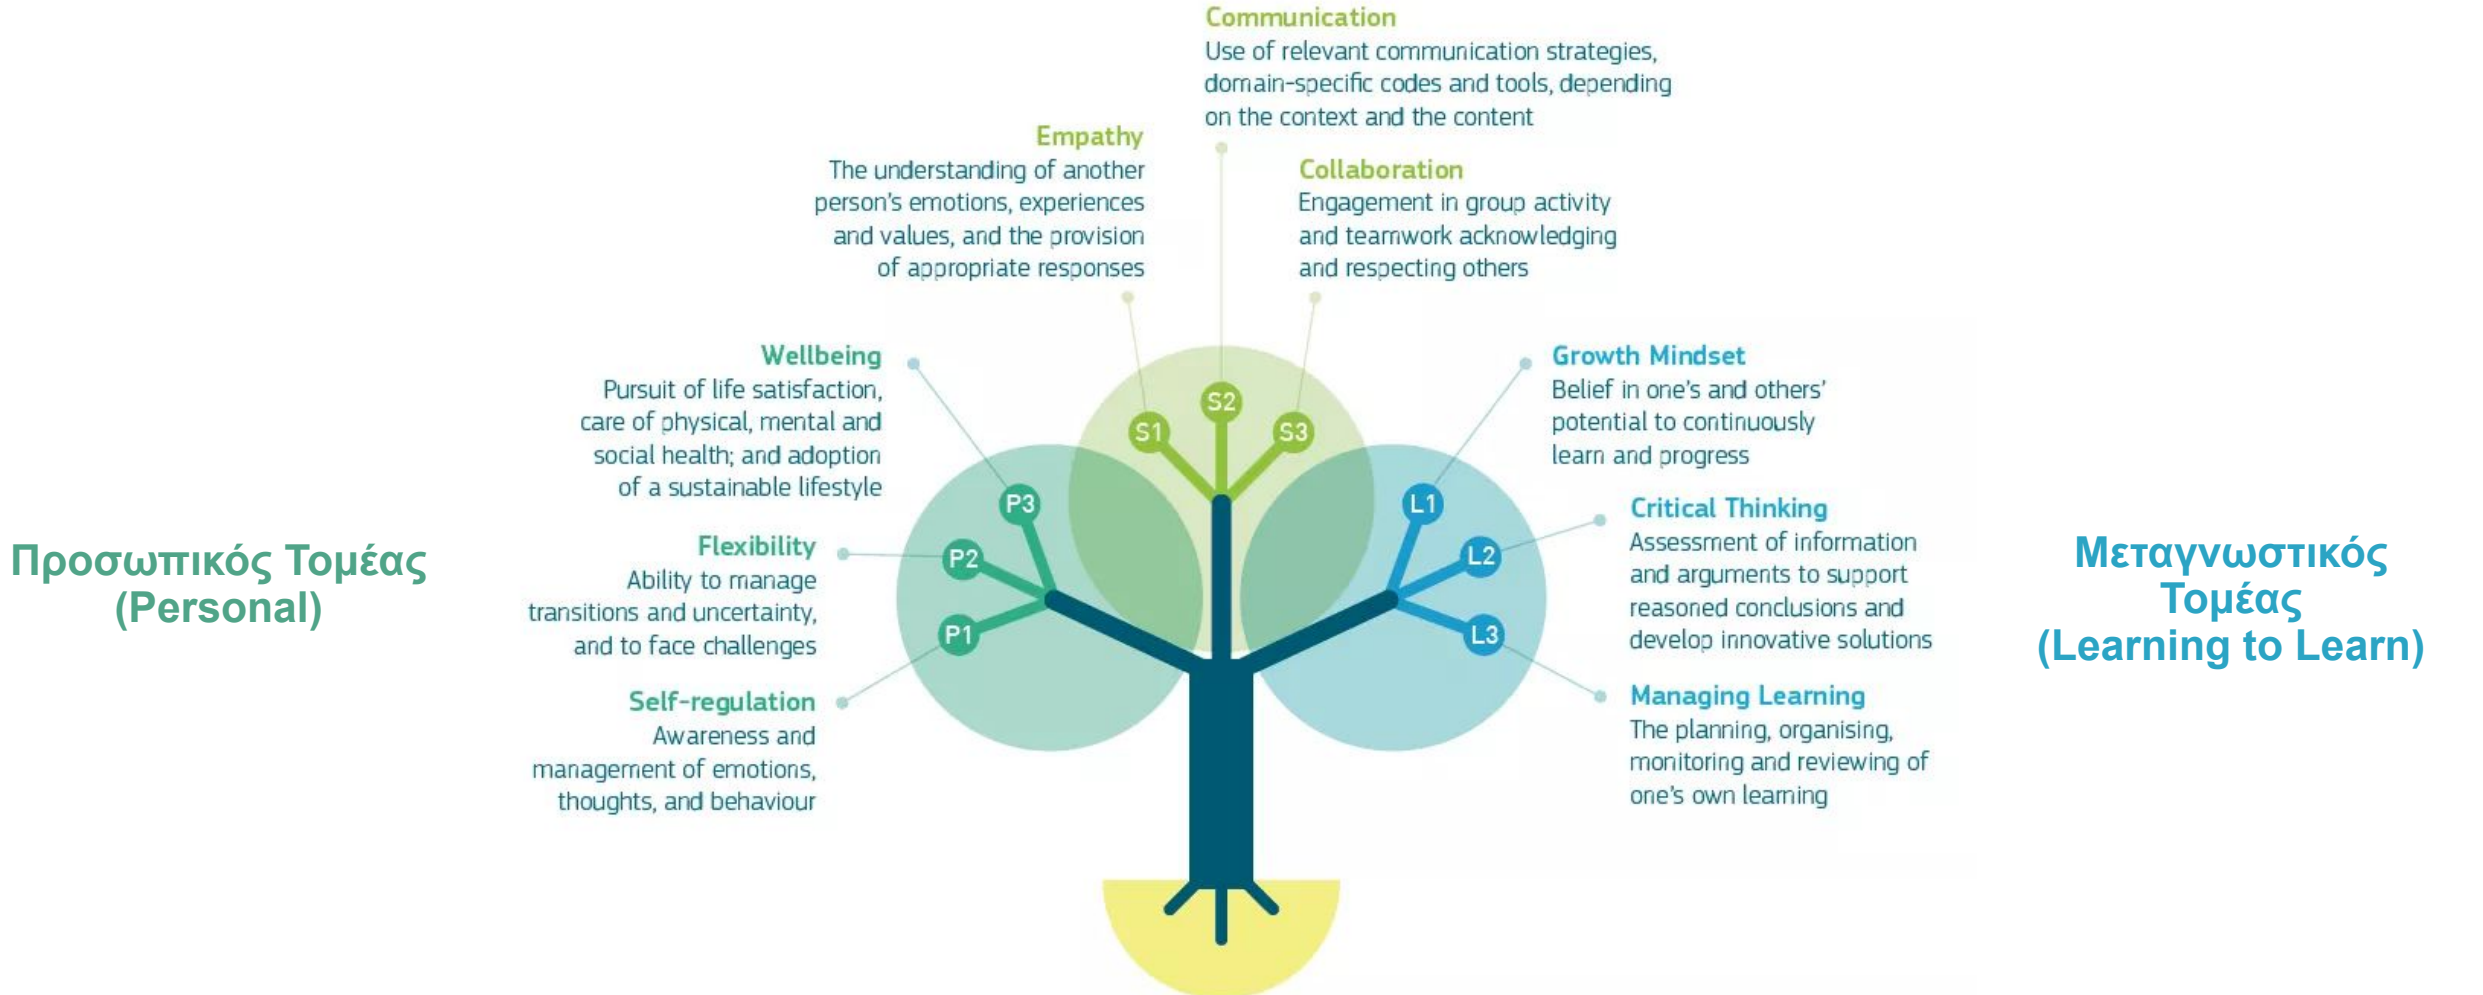 Communication
Use of relevant communication strategies,
domain-specific codes and tools, depending
on the context and the content
Empathy
The understanding of another
person's emotions, experiences
and values, and the provision
of appropriate responses
Collaboration
Engagement in group activity
and teamwork acknowledging
and respecting others
Wellbeing
Pursuit of life satisfaction,
care of physical, mental and
social health; and adoption
of a sustainable lifestyle
Flexibility
Ability to manage
transitions and uncertainty,
and to face challenges
Self-regulation
Awareness and
management of emotions,
thoughts, and behaviour
Growth Mindset
Belief in one's and others'
potential to continuously
learn and progress
Critical Thinking
Assessment of information
and arguments to support
reasoned conclusions and
develop innovative solutions
Managing Learning
The planning, organising,
monitoring and reviewing of
one's own learning
S1
S2
S3
P3
P2
P1
L1
L2
L3
Προσωπικός Τομέας
(Personal)
Μεταγνωστικός
Τομέας
(Learning to Learn)